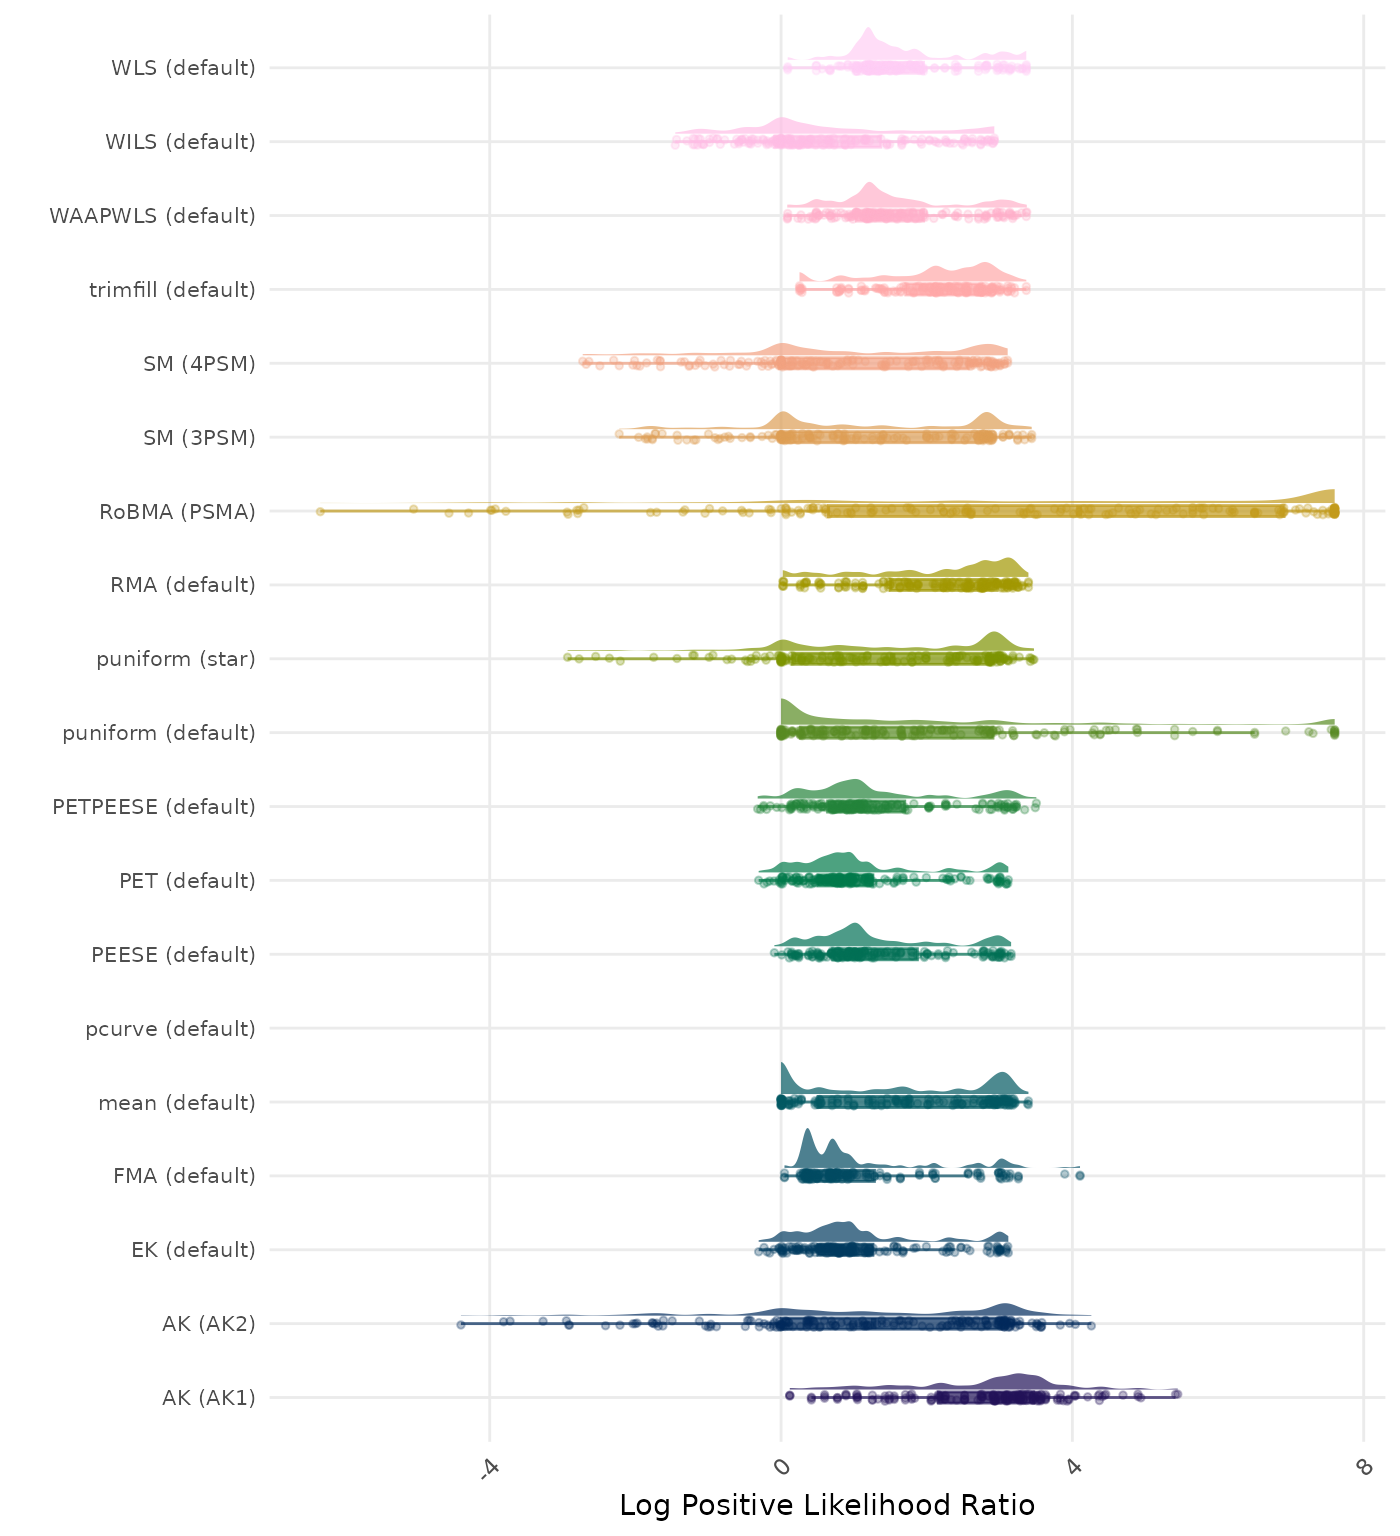 WLS (default)
WILS (default)
WAAPWLS (default)
trimfill (default)
SM (4PSM)
SM (3PSM)
RoBMA (PSMA)
RMA (default)
puniform (star)
puniform (default)
PETPEESE (default)
PET (default)
PEESE (default)
pcurve (default)
mean (default)
FMA (default)
EK (default)
AK (AK2)
AK (AK1)
-4 0 4 8
Log Positive Likelihood Ratio